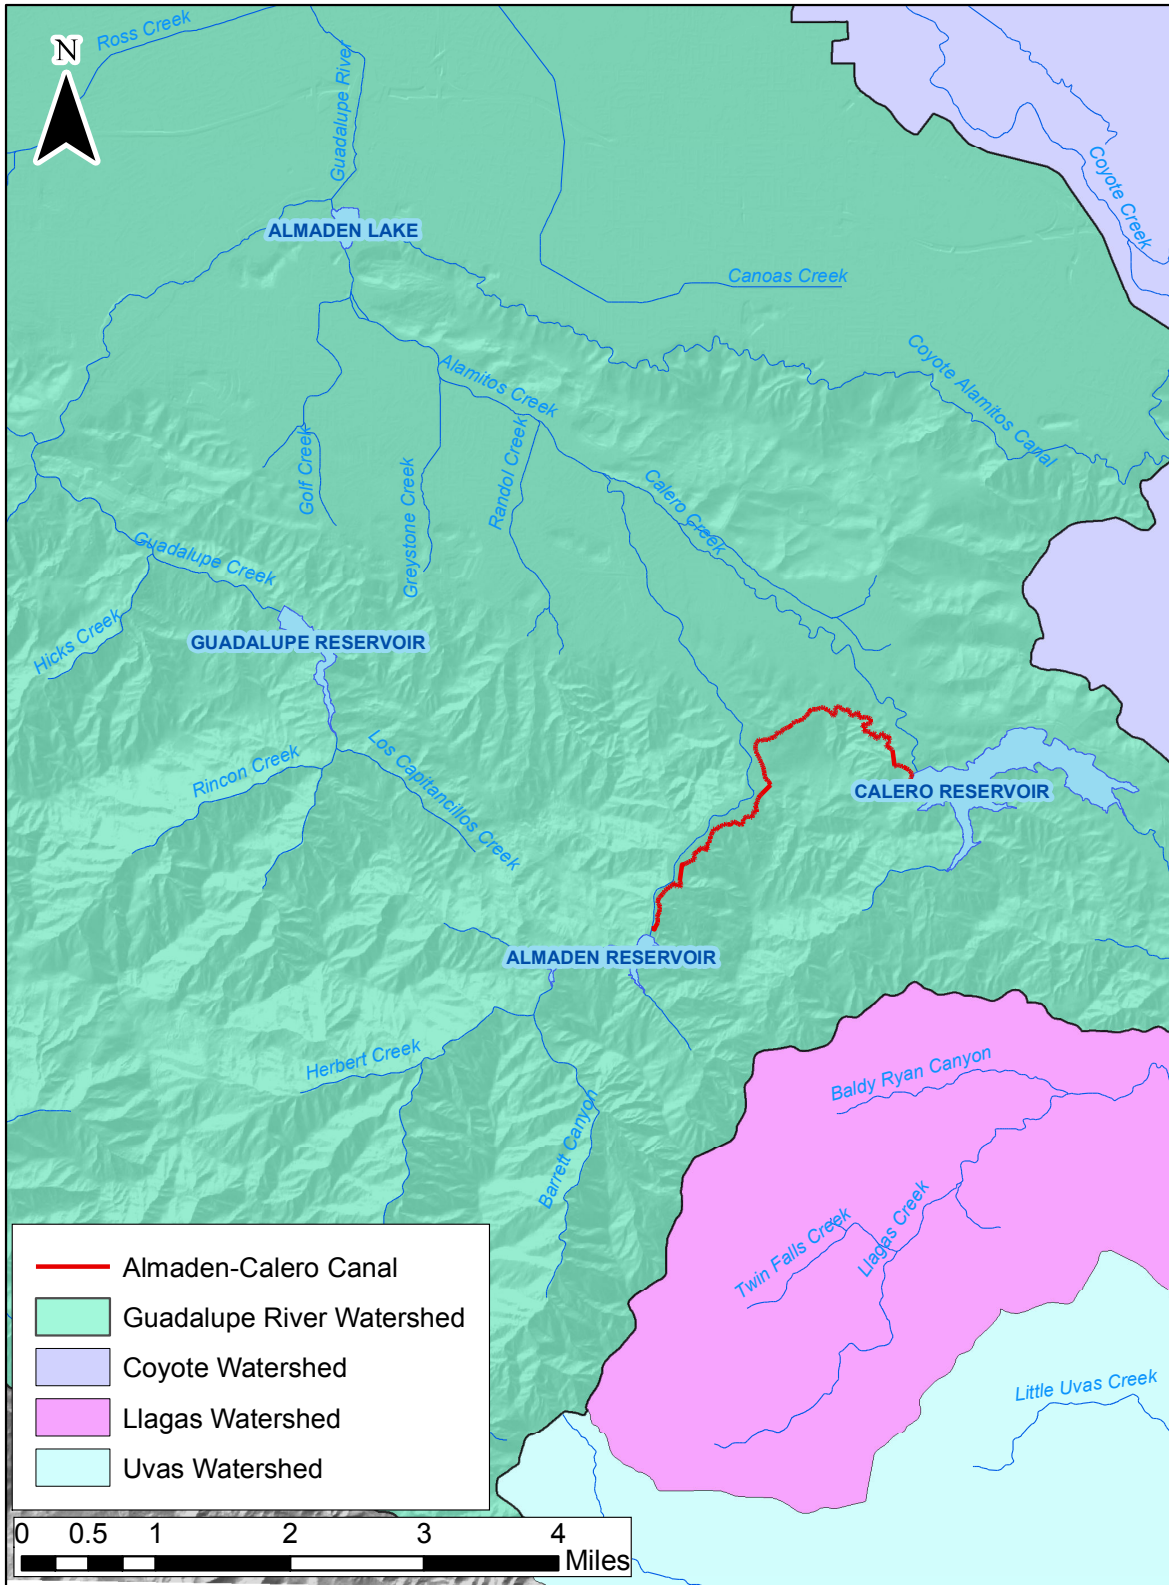 Ross Creek
N
Guadalupe River
Coyote Creek
ALMADEN LAKE
Canoas Creek
Alamitos Creek
Coyote Alamitos Canal
Golf Creek
Greystone Creek
Randol Creek
Calero Creek
Guadalupe Creek
Hicks Creek
GUADALUPE RESERVOIR
Rincon Creek
Los Capitancillos Creek
CALERO RESERVOIR
ALMADEN RESERVOIR
Herbert Creek
Barrett Canyon
Baldy Ryan Canyon
Twin Falls Creek
Llagas Creek
Little Uvas Creek
Almaden-Calero Canal
Guadalupe River Watershed
Coyote Watershed
Llagas Watershed
Uvas Watershed
0 0.5 1 2 3 4
Miles